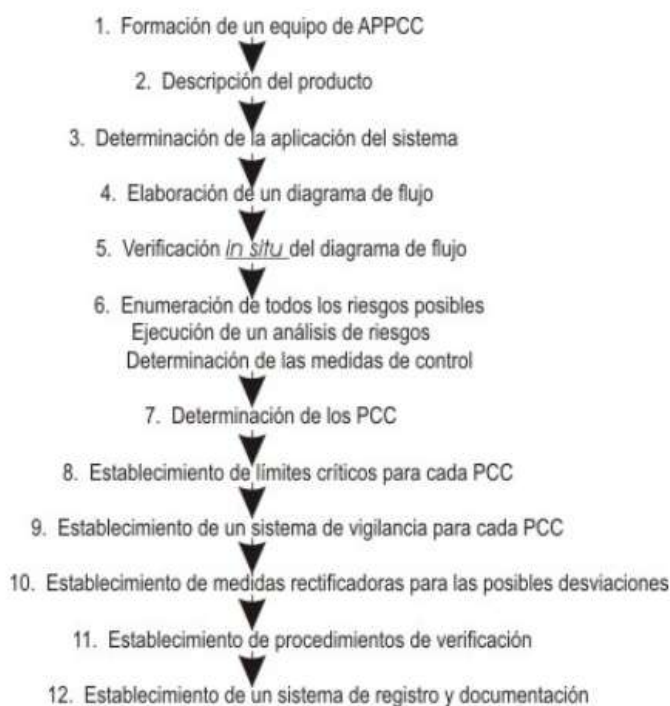 1. Formación de un equipo de APPCC
2. Descripción del producto
3. Determinación de la aplicación del sistema
4. Elaboración de un diagrama de flujo
5. Verificación in situ del diagrama de flujo
6. Enumeración de todos los riesgos posibles
Ejecución de un análisis de riesgos
Determinación de las medidas de control
7. Determinación de los PCC
8. Establecimiento de límites críticos para cada PCC
9. Establecimiento de un sistema de vigilancia para cada PCC
10. Establecimiento de medidas rectificadoras para las posibles desviaciones
11. Establecimiento de procedimientos de verificación
12. Establecimiento de un sistema de registro y documentación